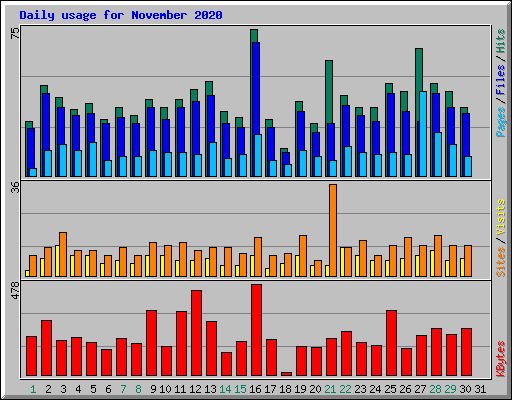 Daily usage for November 2020
75
Pages / Files / Hits
36
Sites / Visits
478
KBytes
1 2 3 4 5 6 7 8 9 10 11 12 13 14 15 16 17 18 19 20 21 22 23 24 25 26 27 28 29 30 31